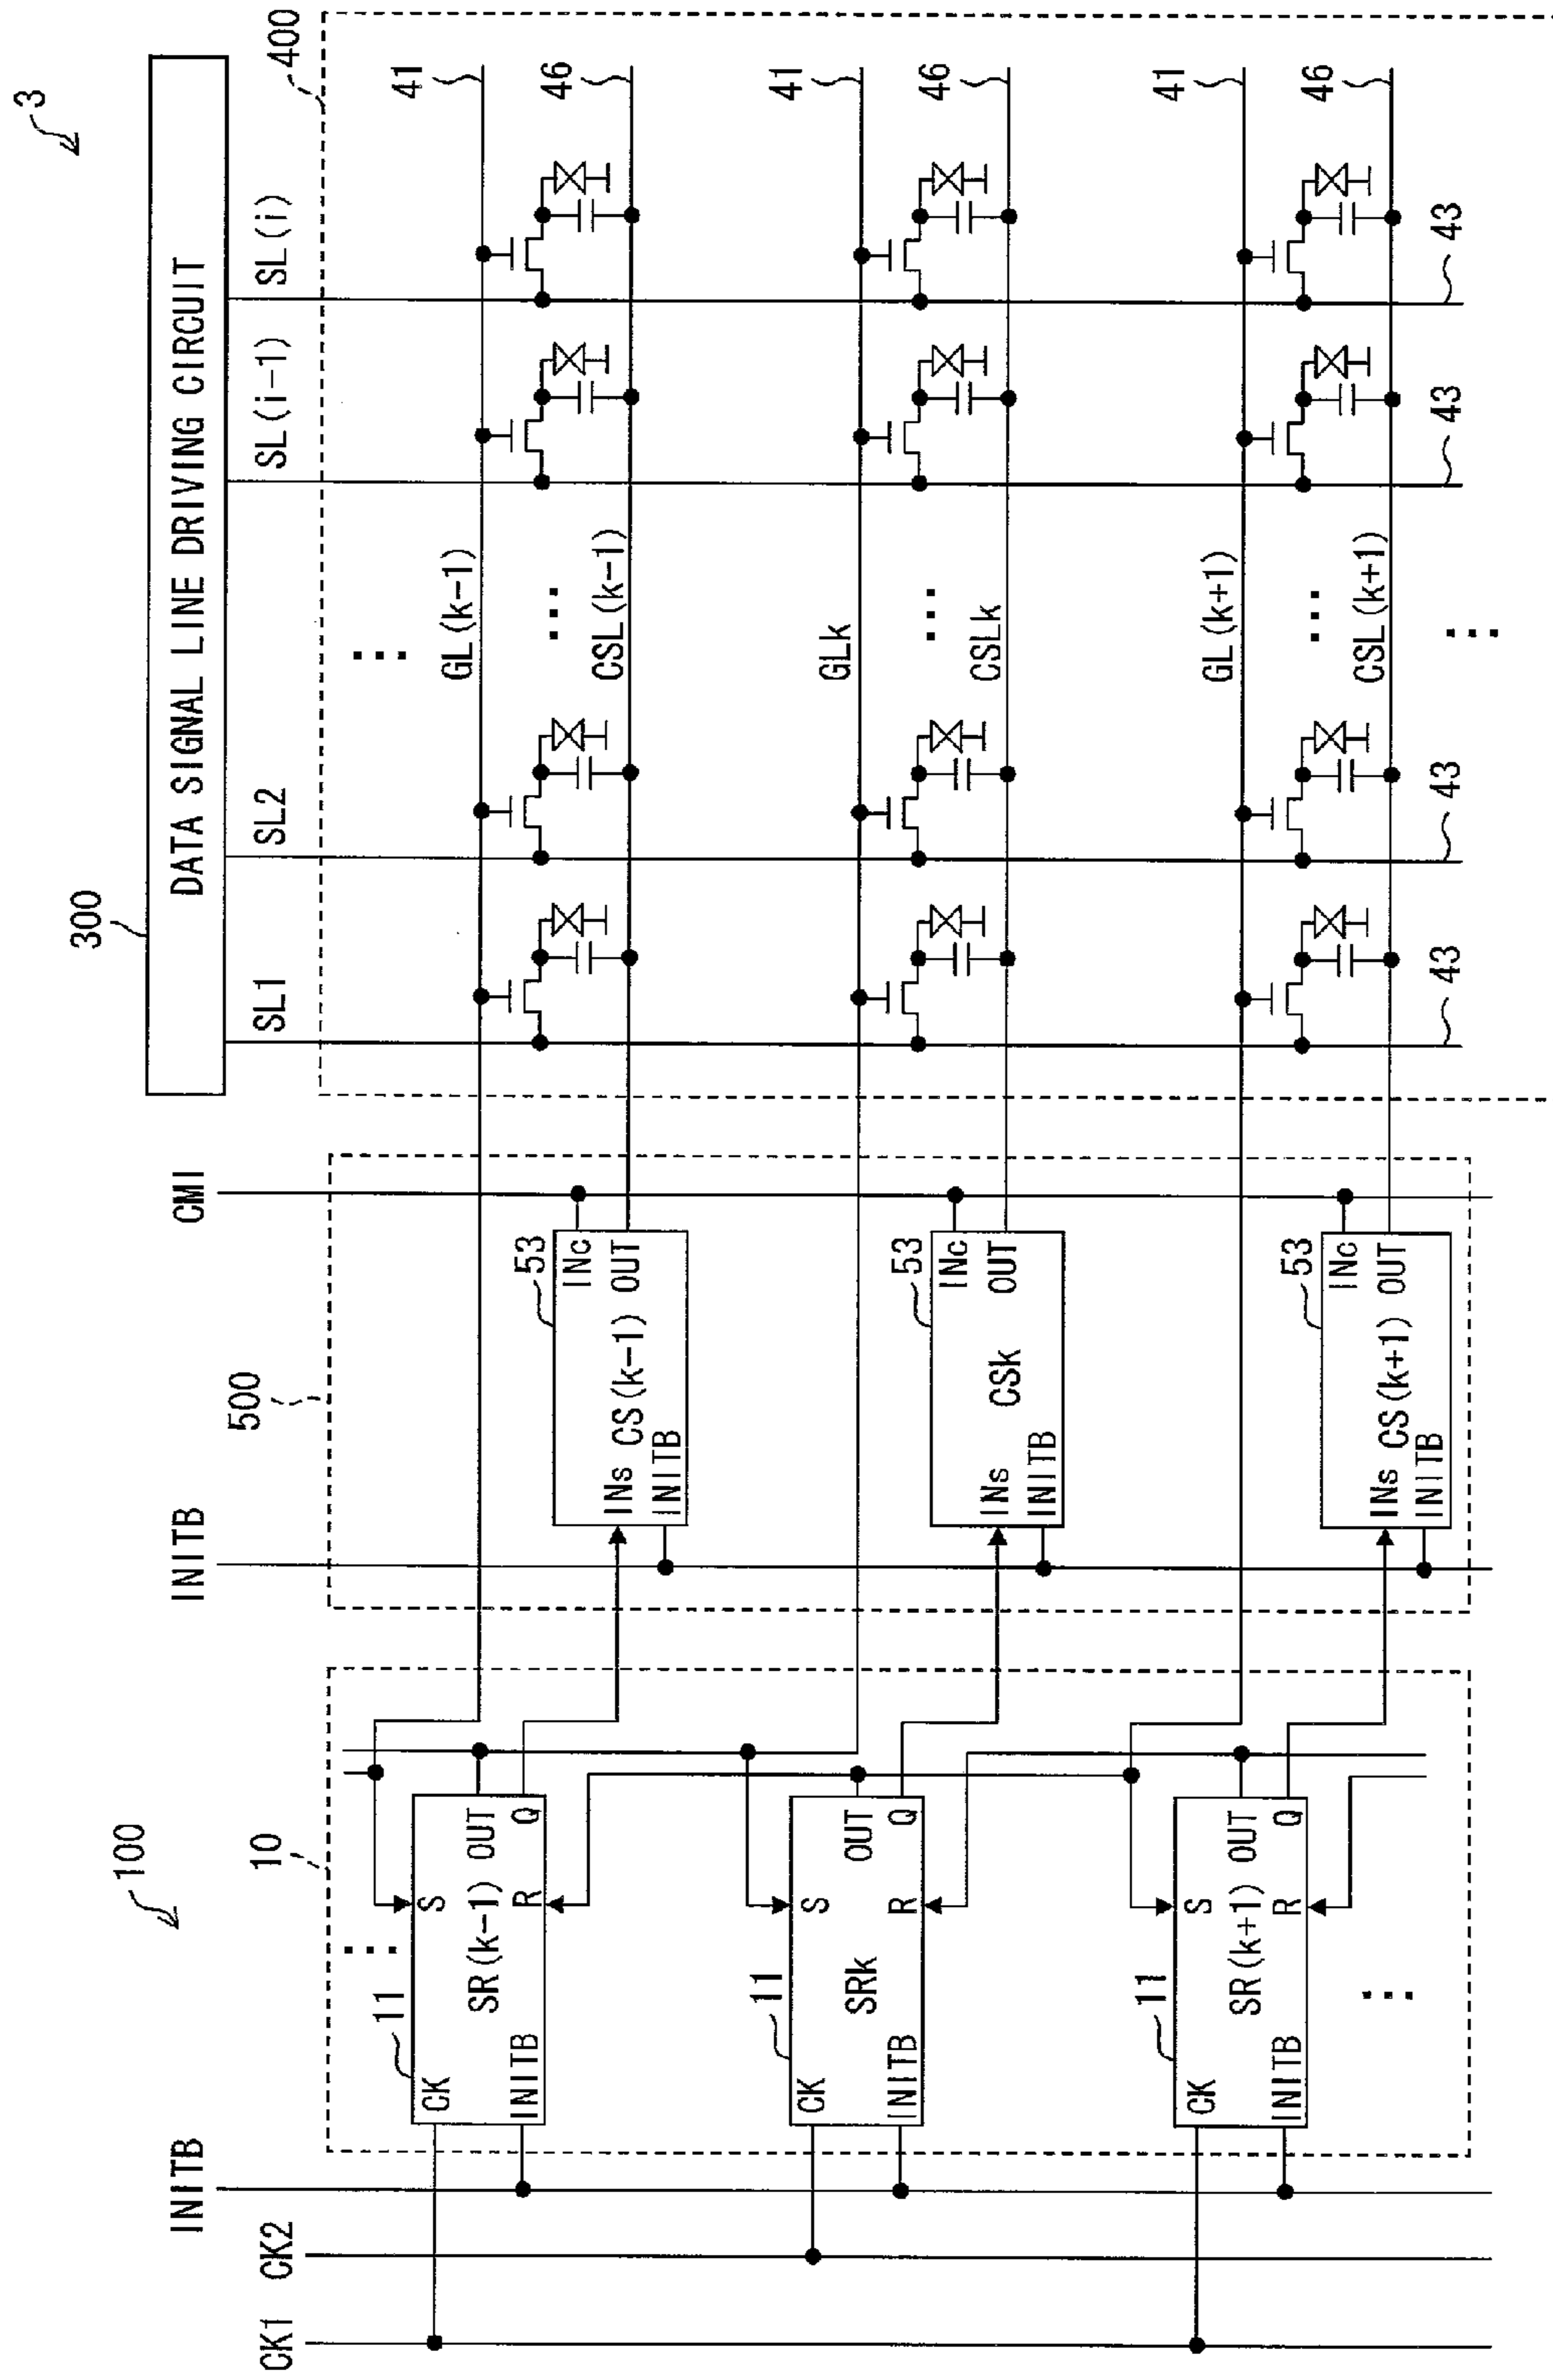 3
300
DATA SIGNAL LINE DRIVING CIRCUIT
400
100
10
500
CK1
CK2
INITB
INITB
CMI
SL1
SL2
SL(i-1)
SL(i)
...
11
CK
S
SR(k-1)
OUT
INITB
R
Q
53
INc
INs
CS(k-1)
OUT
INITB
GL(k-1)
...
CSL(k-1)
41
46
...
11
CK
S
SRk
OUT
INITB
R
Q
53
INc
INs
CSk
OUT
INITB
GLk
...
CSLk
41
46
11
CK
S
SR(k+1)
OUT
INITB
R
Q
53
INc
INs
CS(k+1)
OUT
INITB
GL(k+1)
...
CSL(k+1)
41
46
...
...
43
43
43
43